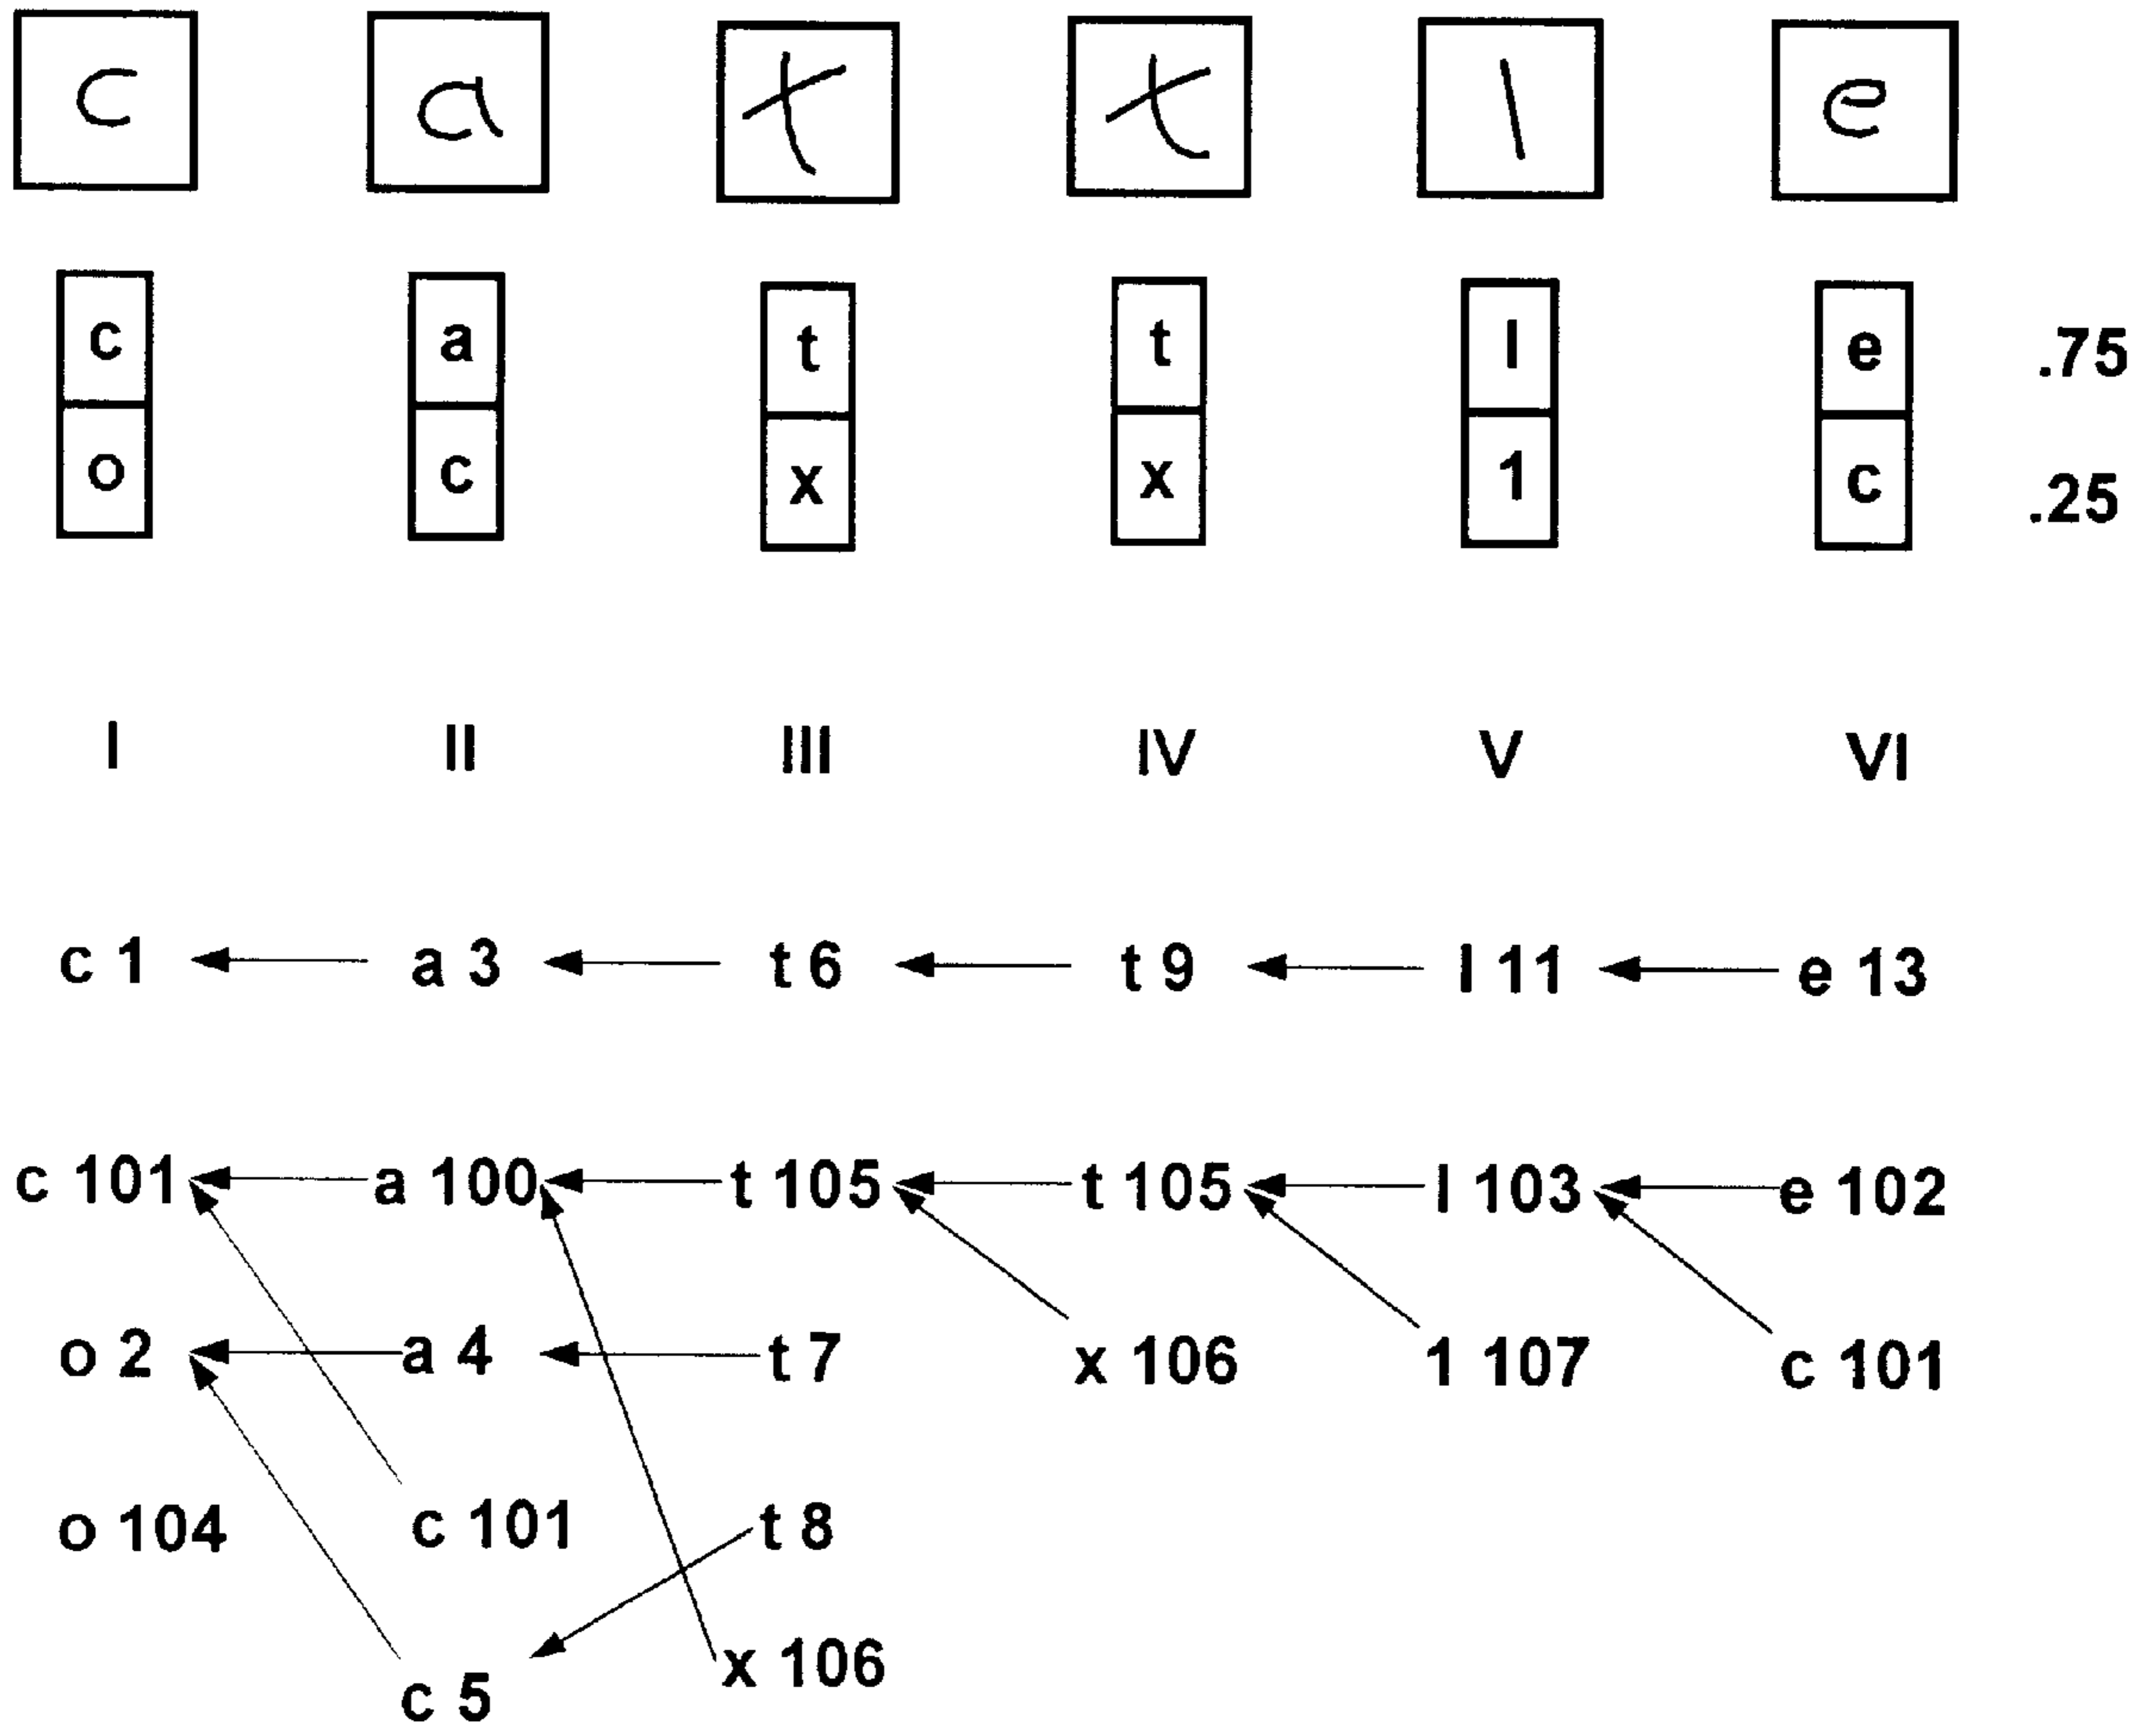 c a t t l e
c a t t l e .75
o c x x 1 c .25
I II III IV V VI
c 1 a 3 t 6 t 9 l 11 e 13
c 101 a 100 t 105 t 105 l 103 e 102
o 2 a 4 t 7 x 106 1 107 c 101
o 104 c 101 t 8
c 5 x 106